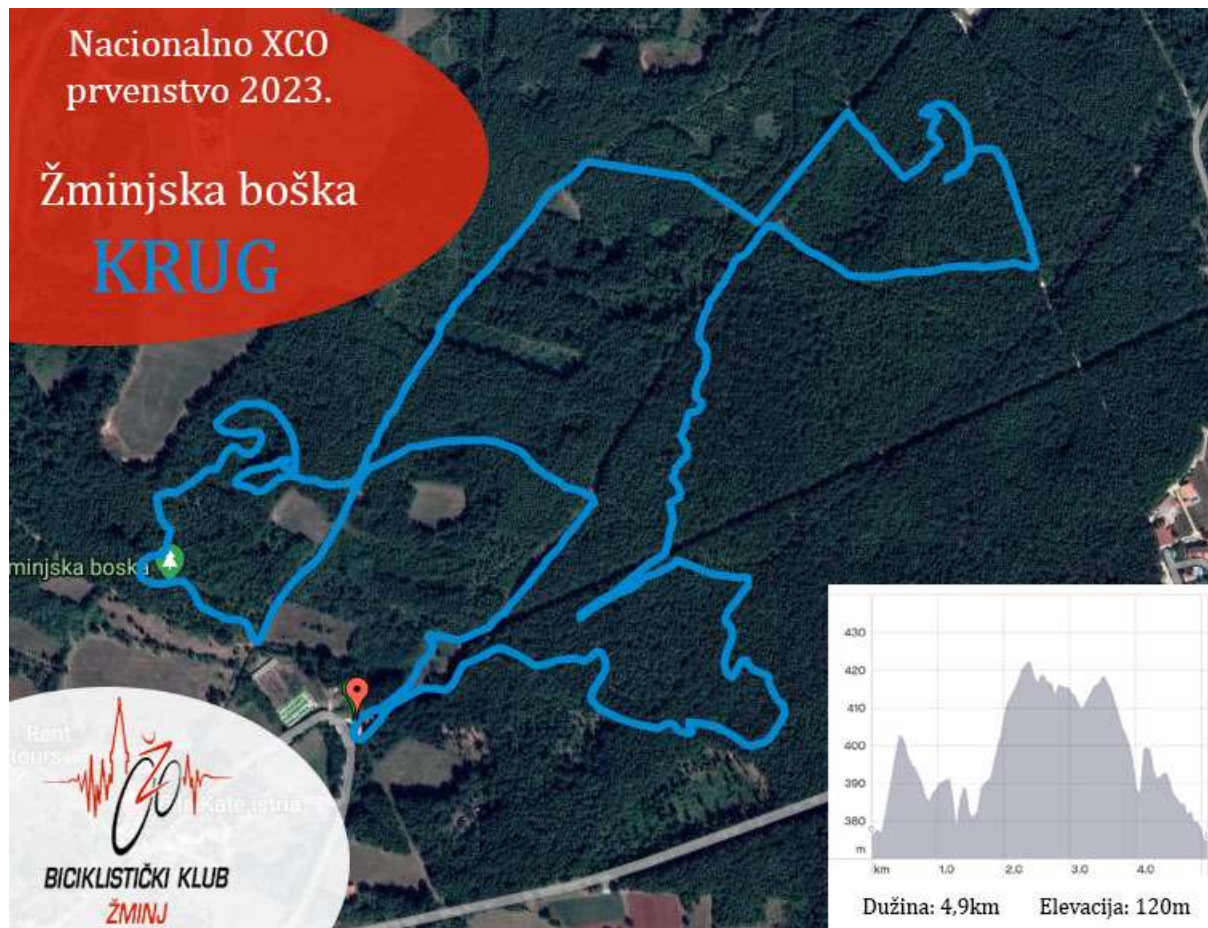 Nacionalno XCO
prvenstvo 2023.
Žminjska boška
KRUG
minjska boska
Rent
tours
Kate istria
BICIKLISTIČKI KLUB
ŽMINJ
430
420
410
400
390
380
m
km 1.0 2.0 3.0 4.0
Dužina: 4,9km Elevacija: 120m